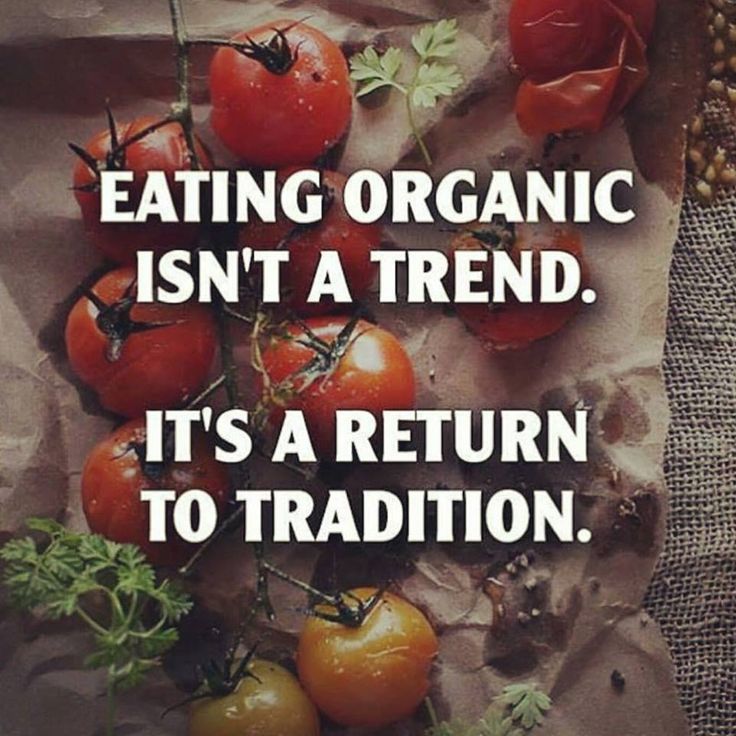 EATING ORGANIC
ISN'T A TREND.
IT'S A RETURN
TO TRADITION.